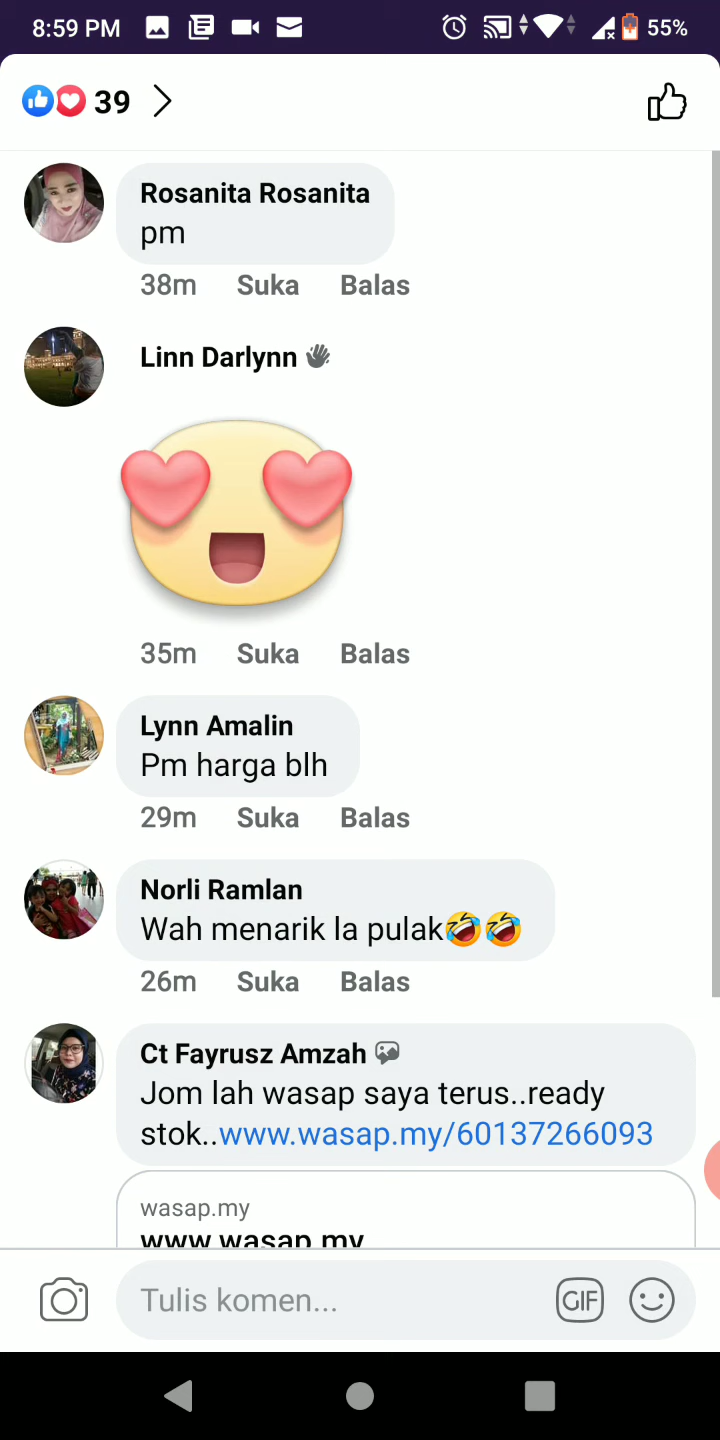 8:59 PM 55%
39
Rosanita Rosanita
pm
38m Suka Balas
Linn Darlynn
35m Suka Balas
Lynn Amalin
Pm harga blh
29m Suka Balas
Norli Ramlan
Wah menarik la pulak🤣🤣
26m Suka Balas
Ct Fayrusz Amzah
Jom lah wasap saya terus..ready
stok..www.wasap.my/60137266093
wasap.my
www.wasap.my
Tulis komen...
GIF